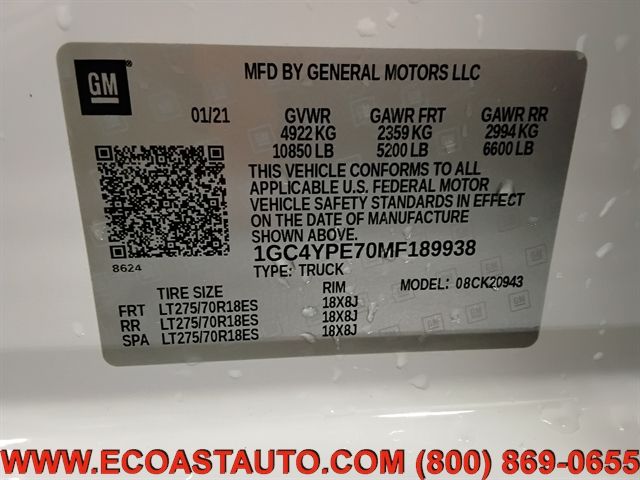 GM
MFD BY GENERAL MOTORS LLC
01/21 GVWR GAWR FRT GAWR RR
4922 KG 2359 KG 2994 KG
10850 LB 5200 LB 6600 LB
THIS VEHICLE CONFORMS TO ALL
APPLICABLE U.S. FEDERAL MOTOR
VEHICLE SAFETY STANDARDS IN EFFECT
ON THE DATE OF MANUFACTURE
SHOWN ABOVE.
8624
1GC4YPE70MF189938
TYPE: TRUCK MODEL: 08CK20943
TIRE SIZE RIM
FRT LT275/70R18ES 18X8J
RR LT275/70R18ES 18X8J
SPA LT275/70R18ES 18X8J
WWW.ECOASTAUTO.COM (800) 869-0655